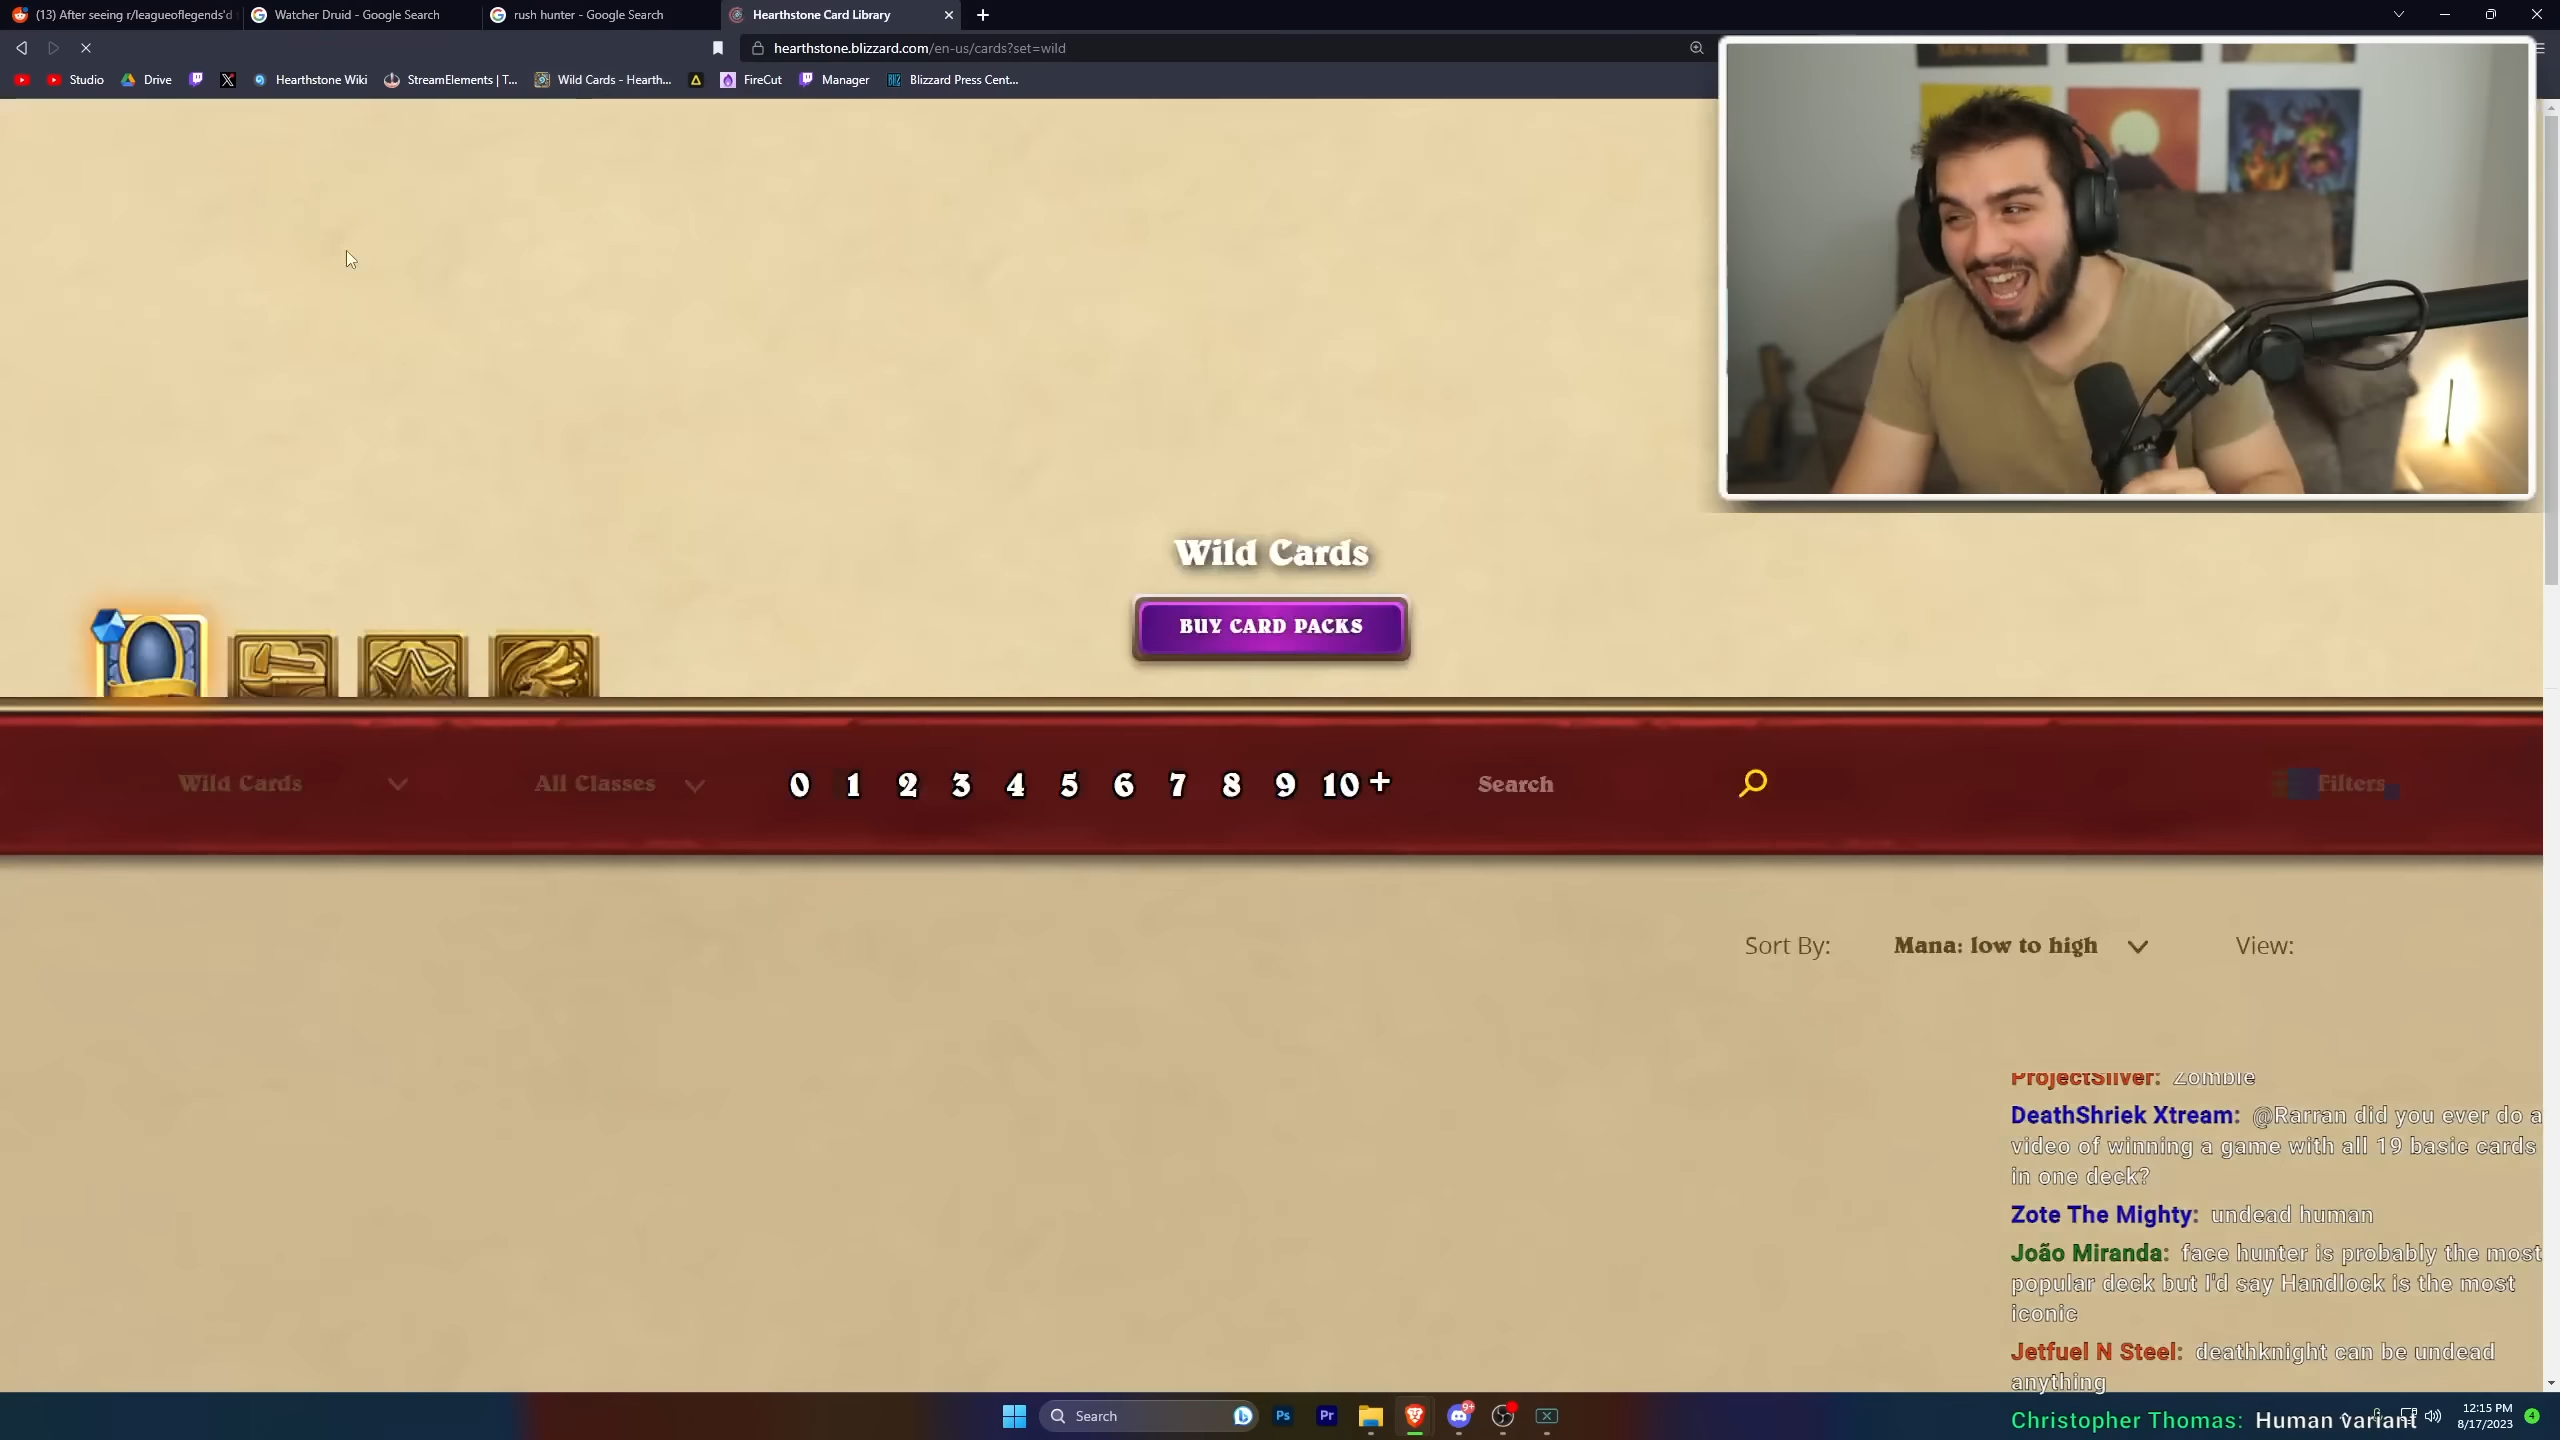 (13) After seeing r/leagueoflegends'd
Watcher Druid - Google Search
rush hunter - Google Search
Hearthstone Card Library
hearthstone.blizzard.com/en-us/cards?set=wild
Studio
Drive
Hearthstone Wiki
StreamElements | T...
Wild Cards - Hearth...
FireCut
Manager
Blizzard Press Cent...
Wild Cards
BUY CARD PACKS
Wild Cards
All Classes
0 1 2 3 4 5 6 7 8 9 10+
Search
Filters
Sort By:
Mana: low to high
View:
ProjectSilver: Zombie
DeathShriek Xtream: @Rarran did you ever do a
video of winning a game with all 19 basic cards
in one deck?
Zote The Mighty: undead human
João Miranda: face hunter is probably the most
popular deck but I'd say Handlock is the most
iconic
Jetfuel N Steel: deathknight can be undead
anything
Christopher Thomas: Human variant
Search
Ps
Pr
9+
12:15 PM
8/17/2023
4